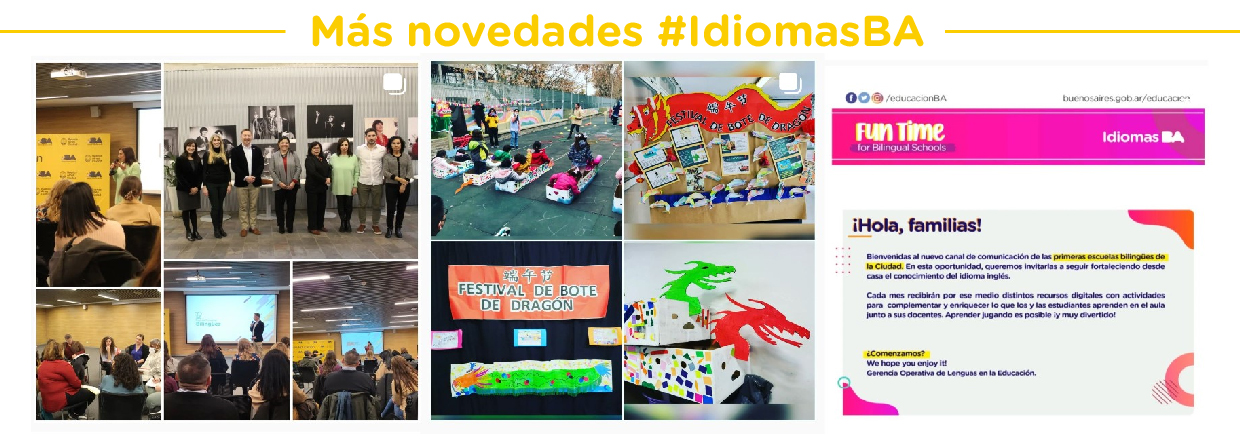 Más novedades #IdiomasBA
BA
BA
BA
端午节
FESTIVAL DE BOTE DE DRAGÓN
端午节
FESTIVAL DE BOTE
DE DRAGÓN
/educacionBA
buenosaires.gob.ar/educacion
FUN TIME
for Bilingual Schools
Idiomas BA
¡Hola, familias!
Bienvenidas al nuevo canal de comunicación de las primeras escuelas bilingües de
la Ciudad. En esta oportunidad, queremos invitarlas a seguir fortaleciendo desde
casa el conocimiento del idioma inglés.
Cada mes recibirán por ese medio distintos recursos digitales con actividades
para complementar y enriquecer lo que los y las estudiantes aprenden en el aula
junto a sus docentes. Aprender jugando es posible ¡y muy divertido!
¿Comenzamos?
We hope you enjoy it!
Gerencia Operativa de Lenguas en la Educación.